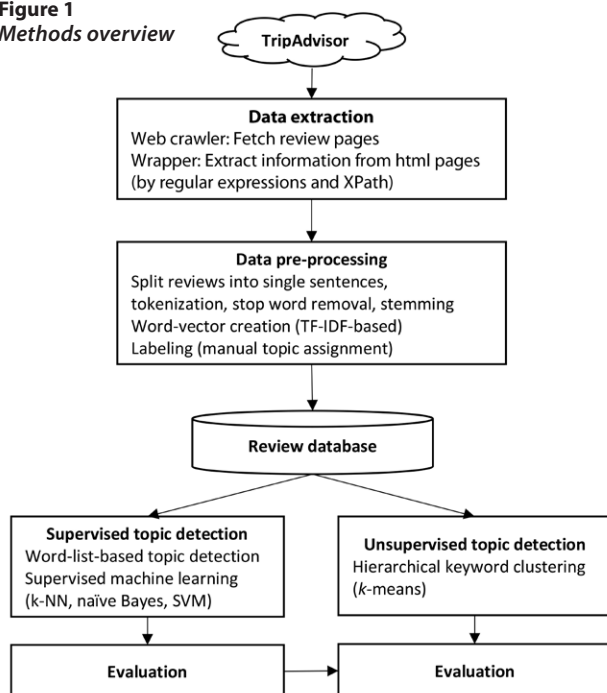 Figure 1
Methods overview
TripAdvisor
Data extraction
Web crawler: Fetch review pages
Wrapper: Extract information from html pages
(by regular expressions and XPath)
Data pre-processing
Split reviews into single sentences,
tokenization, stop word removal, stemming
Word-vector creation (TF-IDF-based)
Labeling (manual topic assignment)
Review database
Supervised topic detection
Word-list-based topic detection
Supervised machine learning
(k-NN, naïve Bayes, SVM)
Unsupervised topic detection
Hierarchical keyword clustering
(k-means)
Evaluation
Evaluation